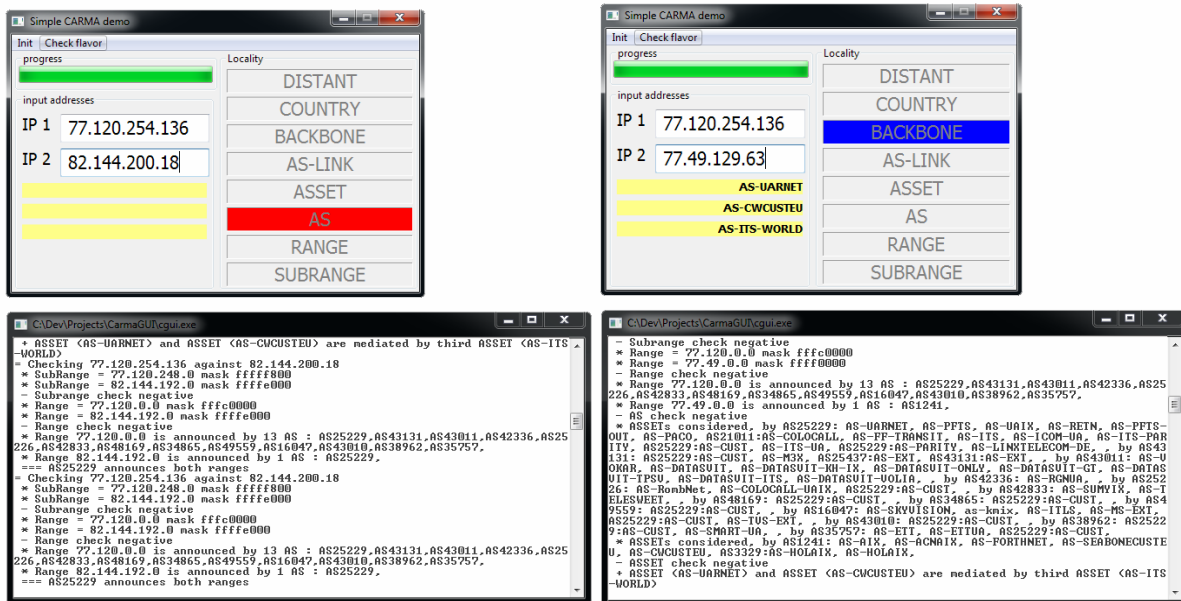 Simple CARMA demo
Init Check flavor
progress
Locality
DISTANT
input addresses
COUNTRY
IP 1 77.120.254.136
BACKBONE
IP 2 82.144.200.18
AS-LINK
ASSET
AS
RANGE
SUBRANGE
Simple CARMA demo
Init Check flavor
progress
Locality
DISTANT
input addresses
COUNTRY
IP 1 77.120.254.136
BACKBONE
IP 2 77.49.129.63
AS-LINK
AS-UARNET
ASSET
AS-CWCUSTEU
AS
AS-ITS-WORLD
RANGE
SUBRANGE
C:\Dev\Projects\CarmaGUI\cgui.exe
+ ASSET (AS-UARNET) and ASSET (AS-CWCUSTEU) are mediated by third ASSET (AS-ITS
-WORLD)
= Checking 77.120.254.136 against 82.144.200.18
* SubRange = 77.120.248.0 mask fffff800
* SubRange = 82.144.192.0 mask ffffe000
- Subrange check negative
* Range = 77.120.0.0 mask fffc0000
* Range = 82.144.192.0 mask ffffe000
- Range check negative
* Range 77.120.0.0 is announced by 13 AS : AS25229,AS43131,AS43011,AS42336,AS25
226,AS42833,AS48169,AS34865,AS49559,AS16047,AS43010,AS38962,AS35757,
* Range 82.144.192.0 is announced by 1 AS : AS25229,
=== AS25229 announces both ranges
= Checking 77.120.254.136 against 82.144.200.18
* SubRange = 77.120.248.0 mask fffff800
* SubRange = 82.144.192.0 mask ffffe000
- Subrange check negative
* Range = 77.120.0.0 mask fffc0000
* Range = 82.144.192.0 mask ffffe000
- Range check negative
* Range 77.120.0.0 is announced by 13 AS : AS25229,AS43131,AS43011,AS42336,AS25
226,AS42833,AS48169,AS34865,AS49559,AS16047,AS43010,AS38962,AS35757,
* Range 82.144.192.0 is announced by 1 AS : AS25229,
=== AS25229 announces both ranges
C:\Dev\Projects\CarmaGUI\cgui.exe
- Subrange check negative
* Range = 77.120.0.0 mask fffc0000
* Range = 77.49.0.0 mask ffff0000
- Range check negative
* Range 77.120.0.0 is announced by 13 AS : AS25229,AS43131,AS43011,AS42336,AS25
226,AS42833,AS48169,AS34865,AS49559,AS16047,AS43010,AS38962,AS35757,
* Range 77.49.0.0 is announced by 1 AS : AS1241,
- AS check negative
* ASSETs considered, by AS25229: AS-UARNET, AS-PFTS, AS-UAIX, AS-RETN, AS-PFTS-
OUT, AS-PACO, AS21011:AS-COLOCALL, AS-FF-TRANSIT, AS-ITS, AS-ICOM-UA, AS-ITS-PAR
ITY, AS25229:AS-CUST, AS-ITS-UA, AS25229:AS-PARITY, AS-LINKTELECOM-DE, , by AS43
131: AS25229:AS-CUST, AS-M3X, AS25437:AS-EXT, AS43131:AS-EXT, , by AS43011: AS-V
OKAR, AS-DATASVIT, AS-DATASVIT-KH-IX, AS-DATASVIT-ONLY, AS-DATASVIT-GT, AS-DATAS
VIT-TPSV, AS-DATASVIT-ITS, AS-DATASVIT-VOLIA, , by AS42336: AS-RGNUA, , by AS252
26: AS-RombNet, AS-COLOCALL-UAIX, AS25229:AS-CUST, , by AS42833: AS-SUMYIX, AS-T
ELESWEET, , by AS48169: AS25229:AS-CUST, , by AS34865: AS25229:AS-CUST, , by AS4
9559: AS25229:AS-CUST, , by AS16047: AS-SKYVISION, as-kmix, AS-ITLS, AS-MS-EXT,
AS25229:AS-CUST, AS-TVS-EXT, , by AS43010: AS25229:AS-CUST, , by AS38962: AS2522
9:AS-CUST, AS-SMART-UA, , by AS35757: AS-ETT, AS-ETTUA, AS25229:AS-CUST,
* ASSETs considered, by AS1241: AS-AIX, AS-ACNAIX, AS-FORTHNET, AS-SEABONECUSTE
U, AS-CWCUSTEU, AS3329:AS-HOLAIX, AS-HOLAIX,
- ASSET check negative
+ ASSET (AS-UARNET) and ASSET (AS-CWCUSTEU) are mediated by third ASSET (AS-ITS
-WORLD)